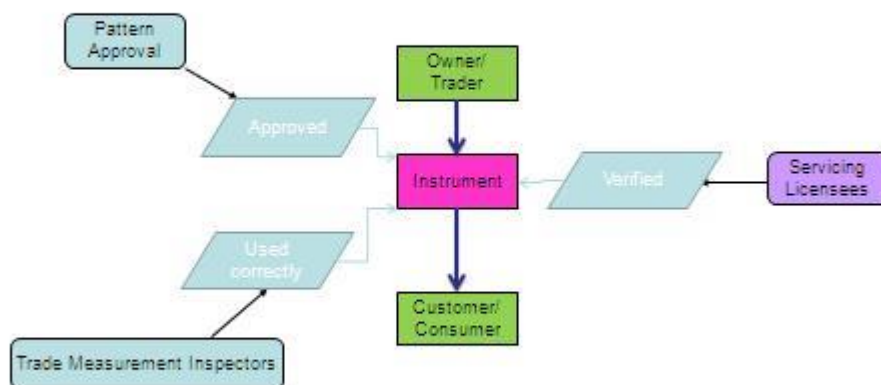 Pattern
Approval
Owner/
Trader
Approved
Instrument
Verified
Servicing
Licensees
Used
correctly
Customer/
Consumer
Trade Measurement Inspectors